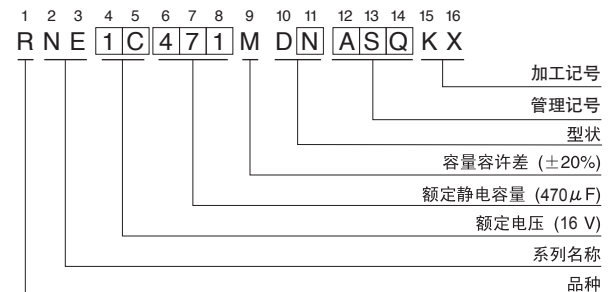 1 2 3 4 5 6 7 8 9 10 11 12 13 14 15 16
R N E 1 C 4 7 1 M D N A S Q K X
加工记号
管理记号
型状
容量容许差 (±20%)
额定静电容量 (470μF)
额定电压 (16 V)
系列名称
品种